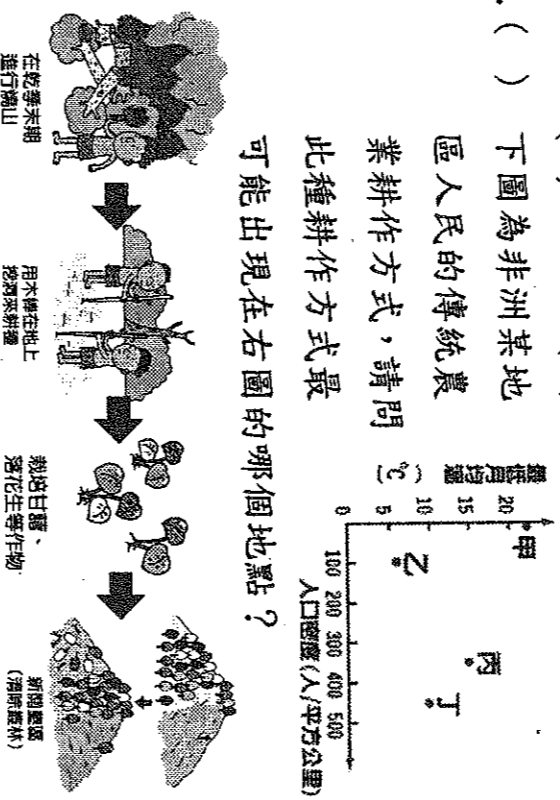 .( ) 下圖為非洲某地
區人民的傳統農
業耕作方式，請問
此種耕作方式最
可能出現在右圖的哪個地點？
最低月均溫(℃)
20
15
10
5
0
100 200 300 400 500
人口密度(人/平方公里)
甲
乙
丙
丁
在乾季末期
進行燒山
用木棒在地上
挖洞來耕種
栽培甘薯、
落花生等作物
新開墾區
(清除叢林)